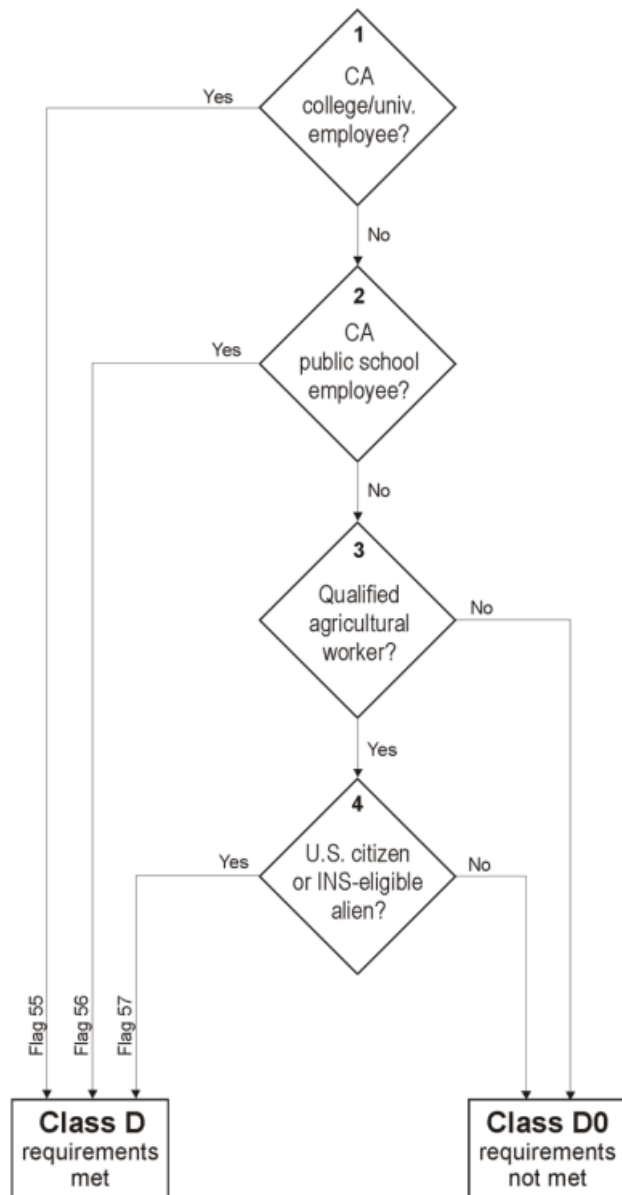 1
CA
college/univ.
employee?
Yes
No
2
CA
public school
employee?
Yes
No
3
Qualified
agricultural
worker?
No
Yes
4
U.S. citizen
or INS-eligible
alien?
Yes
No
Flag 55
Flag 56
Flag 57
Class D
requirements
met
Class D0
requirements
not met